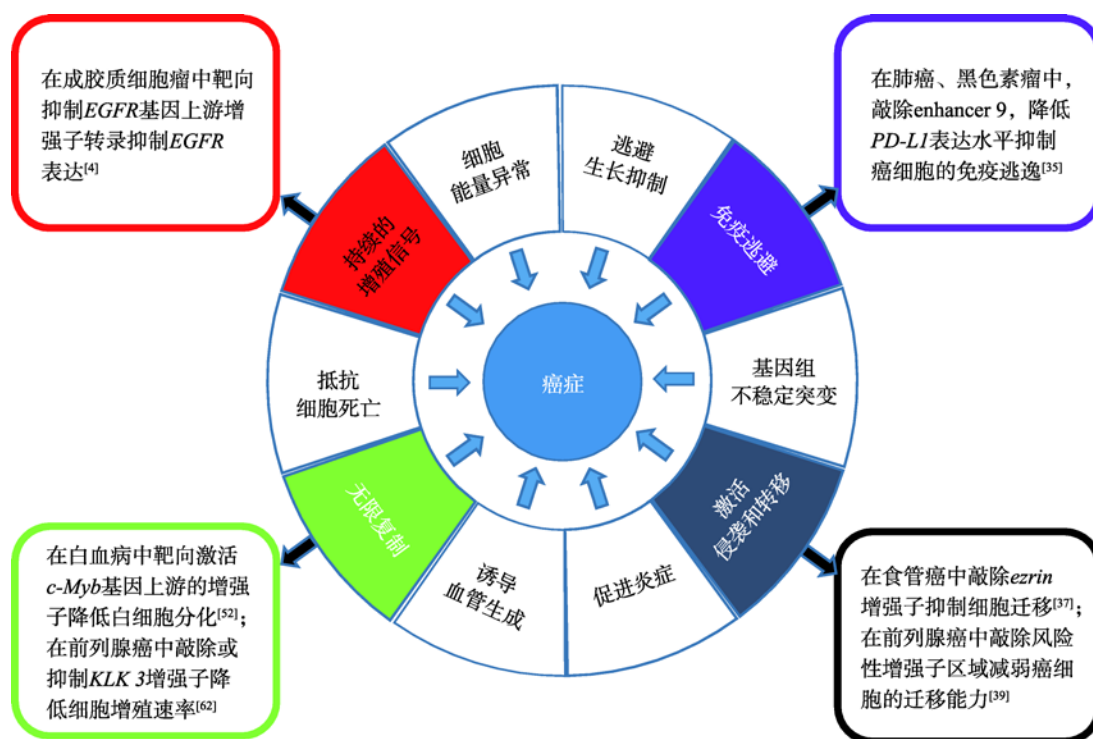 在成胶质细胞瘤中靶向
抑制EGFR基因上游增
强子转录抑制EGFR
表达[4]
在肺癌、黑色素瘤中，
敲除enhancer 9，降低
PD-L1表达水平抑制
癌细胞的免疫逃逸[35]
细胞
能量异常
逃避
生长抑制
持续的
增殖信号
免疫逃避
抵抗
细胞死亡
癌症
基因组
不稳定突变
无限复制
激活
侵袭和转移
诱导
血管生成
促进炎症
在白血病中靶向激活
c-Myb基因上游的增强
子降低白细胞分化[52]；
在前列腺癌中敲除或
抑制KLK 3增强子降
低细胞增殖速率[62]
在食管癌中敲除ezrin
增强子抑制细胞迁移[37]；
在前列腺癌中敲除风险
性增强子区域减弱癌细
胞的迁移能力[39]